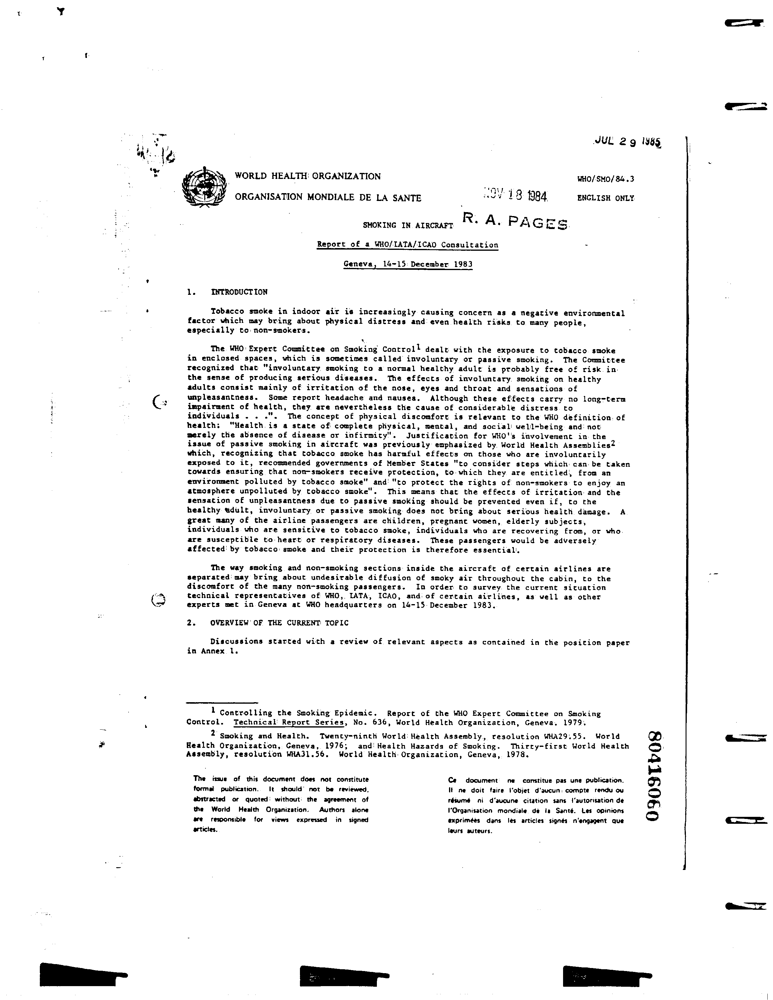 JUL 29 1985
WORLD HEALTH ORGANIZATION
WHO/SMO/84.3
ORGANISATION MONDIALE DE LA SANTE
NOV 18 1984
ENGLISH ONLY
SMOKING IN AIRCRAFT
R. A. PAGES
Report of a WHO/IATA/ICAO Consultation
Geneva, 14-15 December 1983
1. INTRODUCTION
Tobacco smoke in indoor air is increasingly causing concern as a negative environmental
factor which may bring about physical distress and even health risks to many people,
especially to non-smokers.
The WHO Expert Committee on Smoking Control1 dealt with the exposure to tobacco smoke
in enclosed spaces, which is sometimes called involuntary or passive smoking. The Committee
recognized that "involuntary smoking to a normal healthy adult is probably free of risk in
the sense of producing serious diseases. The effects of involuntary smoking on healthy
adults consist mainly of irritation of the nose, eyes and throat and sensations of
unpleasantness. Some report headache and nausea. Although these effects carry no long-term
impairment of health, they are nevertheless the cause of considerable distress to
individuals . . .". The concept of physical discomfort is relevant to the WHO definition of
health: "Health is a state of complete physical, mental, and social well-being and not
merely the absence of disease or infirmity". Justification for WHO's involvement in the
issue of passive smoking in aircraft was previously emphasized by World Health Assemblies2
which, recognizing that tobacco smoke has harmful effects on those who are involuntarily
exposed to it, recommended governments of Member States "to consider steps which can be taken
towards ensuring that non-smokers receive protection, to which they are entitled, from an
environment polluted by tobacco smoke" and "to protect the rights of non-smokers to enjoy an
atmosphere unpolluted by tobacco smoke". This means that the effects of irritation and the
sensation of unpleasantness due to passive smoking should be prevented even if, to the
healthy adult, involuntary or passive smoking does not bring about serious health damage. A
great many of the airline passengers are children, pregnant women, elderly subjects,
individuals who are sensitive to tobacco smoke, individuals who are recovering from, or who
are susceptible to heart or respiratory diseases. These passengers would be adversely
affected by tobacco smoke and their protection is therefore essential.
The way smoking and non-smoking sections inside the aircraft of certain airlines are
separated may bring about undesirable diffusion of smoky air throughout the cabin, to the
discomfort of the many non-smoking passengers. In order to survey the current situation
technical representatives of WHO, IATA, ICAO, and of certain airlines, as well as other
experts met in Geneva at WHO headquarters on 14-15 December 1983.
2. OVERVIEW OF THE CURRENT TOPIC
Discussions started with a review of relevant aspects as contained in the position paper
in Annex 1.
1 Controlling the Smoking Epidemic. Report of the WHO Expert Committee on Smoking
Control. Technical Report Series, No. 636, World Health Organization, Geneva. 1979.
2 Smoking and Health. Twenty-ninth World Health Assembly, resolution WHA29.55. World
Health Organization, Geneva, 1976; and Health Hazards of Smoking. Thirty-first World Health
Assembly, resolution WHA31.56. World Health Organization, Geneva, 1978.
The issue of this document does not constitute
formal publication. It should not be reviewed,
abstracted or quoted without the agreement of
the World Health Organization. Authors alone
are responsible for views expressed in signed
articles.
Ce document ne constitue pas une publication.
Il ne doit faire l'objet d'aucun compte rendu ou
résumé ni d'aucune citation sans l'autorisation de
l'Organisation mondiale de la Santé. Les opinions
exprimées dans les articles signés n'engagent que
leurs auteurs.
80416060